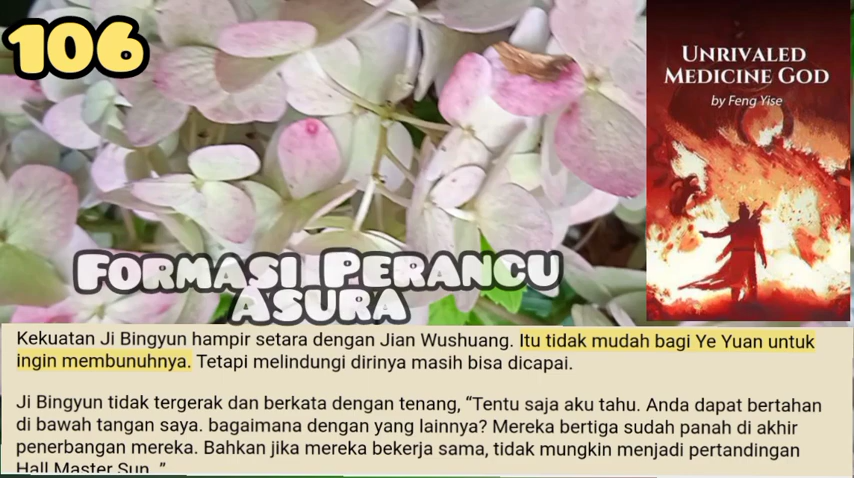 106
UNRIVALED
MEDICINE GOD
by Feng Yise
FORMASI PERANCU
ASURA
Kekuatan Ji Bingyun hampir setara dengan Jian Wushuang. Itu tidak mudah bagi Ye Yuan untuk
ingin membunuhnya. Tetapi melindungi dirinya masih bisa dicapai.
Ji Bingyun tidak tergerak dan berkata dengan tenang, “Tentu saja aku tahu. Anda dapat bertahan
di bawah tangan saya. bagaimana dengan yang lainnya? Mereka bertiga sudah panah di akhir
penerbangan mereka. Bahkan jika mereka bekerja sama, tidak mungkin menjadi pertandingan
Hall Master Sun. ”